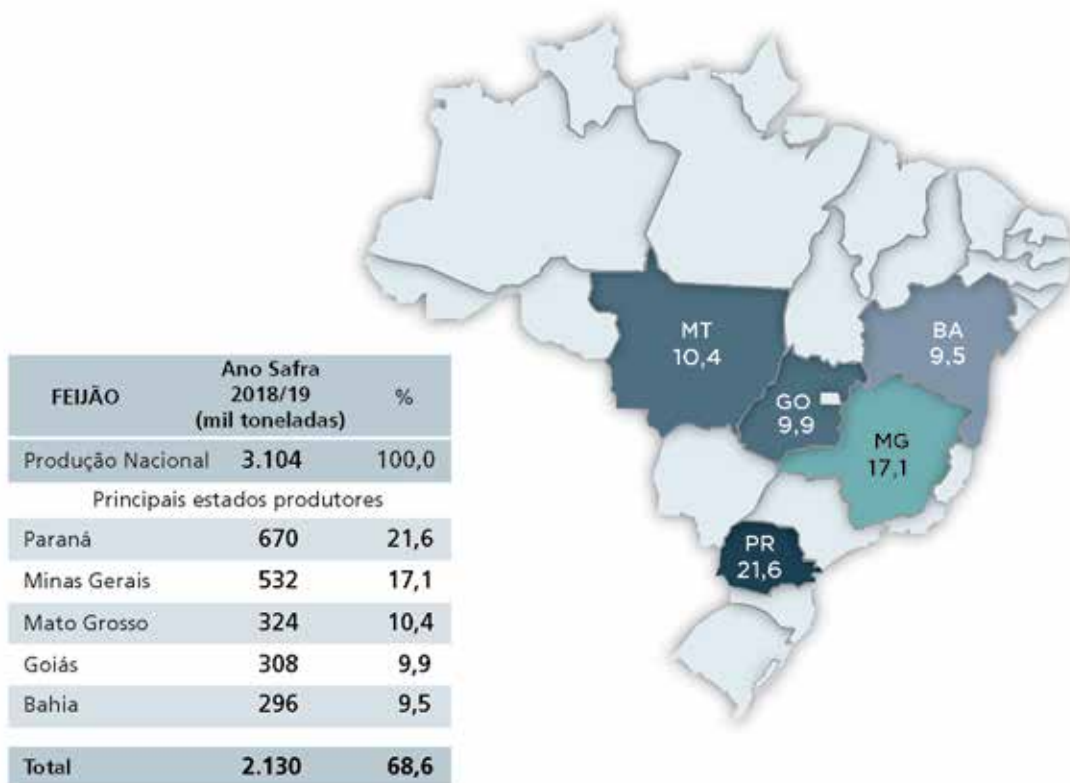 FEIJÃO Ano Safra 2018/19 (mil toneladas) %
Produção Nacional 3.104 100,0
Principais estados produtores
Paraná 670 21,6
Minas Gerais 532 17,1
Mato Grosso 324 10,4
Goiás 308 9,9
Bahia 296 9,5
Total 2.130 68,6
MT
10,4
BA
9,5
GO
9,9
MG
17,1
PR
21,6